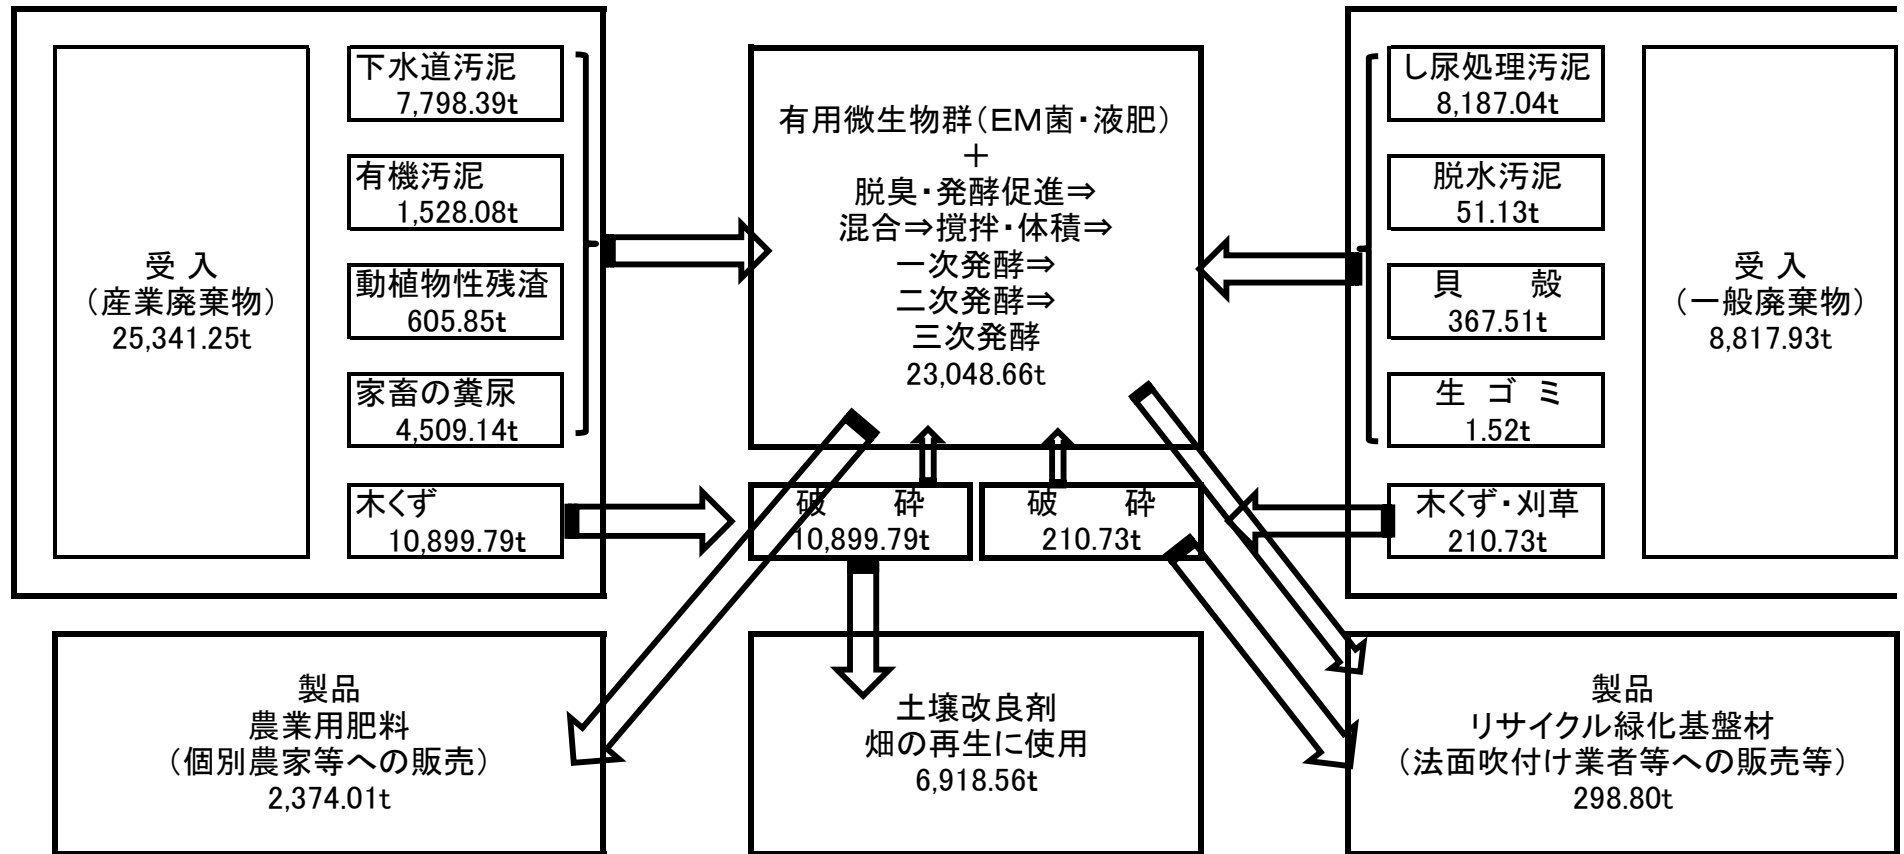 受 入
（産業廃棄物）
25,341.25t
下水道汚泥
7,798.39t
有機汚泥
1,528.08t
動植物性残渣
605.85t
家畜の糞尿
4,509.14t
木くず
10,899.79t
有用微生物群（EM菌・液肥）
＋
脱臭・発酵促進⇒
混合⇒撹拌・体積⇒
一次発酵⇒
二次発酵⇒
三次発酵
23,048.66t
破　　砕
10,899.79t
破　　砕
210.73t
し尿処理汚泥
8,187.04t
脱水汚泥
51.13t
貝　　殻
367.51t
生 ゴ ミ
1.52t
木くず・刈草
210.73t
受 入
（一般廃棄物）
8,817.93t
製品
農業用肥料
（個別農家等への販売）
2,374.01t
土壌改良剤
畑の再生に使用
6,918.56t
製品
リサイクル緑化基盤材
（法面吹付け業者等への販売等）
298.80t